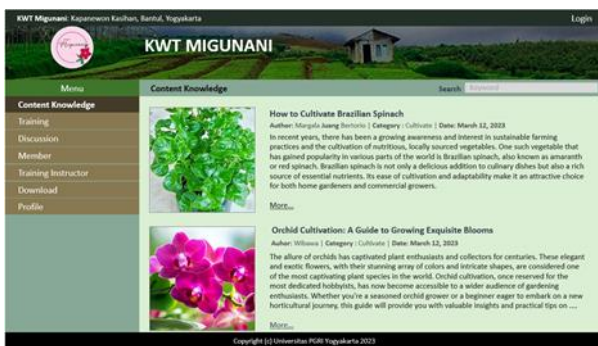 KWT Migunani: Kapanewon Kasihan, Bantul, Yogyakarta
Login
KWT MIGUNANI
Menu
Content Knowledge
Search
Keyword
Content Knowledge
Training
Discussion
Member
Training Instructor
Download
Profile
How to Cultivate Brazilian Spinach
Author: Margala Juang Bertorio | Category : Cultivate | Date: March 12, 2023
In recent years, there has been a growing awareness and interest in sustainable farming
practices and the cultivation of nutritious, locally sourced vegetables. One such vegetable that
has gained popularity in various parts of the world is Brazilian spinach, also known as amaranth
or red spinach. Brazilian spinach is not only a delicious addition to culinary dishes but also a rich
source of essential nutrients. Its ease of cultivation and adaptability make it an attractive choice
for both home gardeners and commercial growers.
More...
Orchid Cultivation: A Guide to Growing Exquisite Blooms
Auher: Wibawa | Category : Cultivate | Date: March 12, 2023
The allure of orchids has captivated plant enthusiasts and collectors for centuries. These elegant
and exotic flowers, with their stunning array of colors and intricate shapes, are considered one
of the most captivating plant species in the world. Orchid cultivation, once reserved for the
most dedicated hobbyists, has now become accessible to a wider audience of gardening
enthusiasts. Whether you're a seasoned orchid grower or a beginner eager to embark on a new
horticultural journey, this guide will provide you with valuable insights and practical tips on ....
More...
Copyright (c) Universitas PGRI Yogyakarta 2023